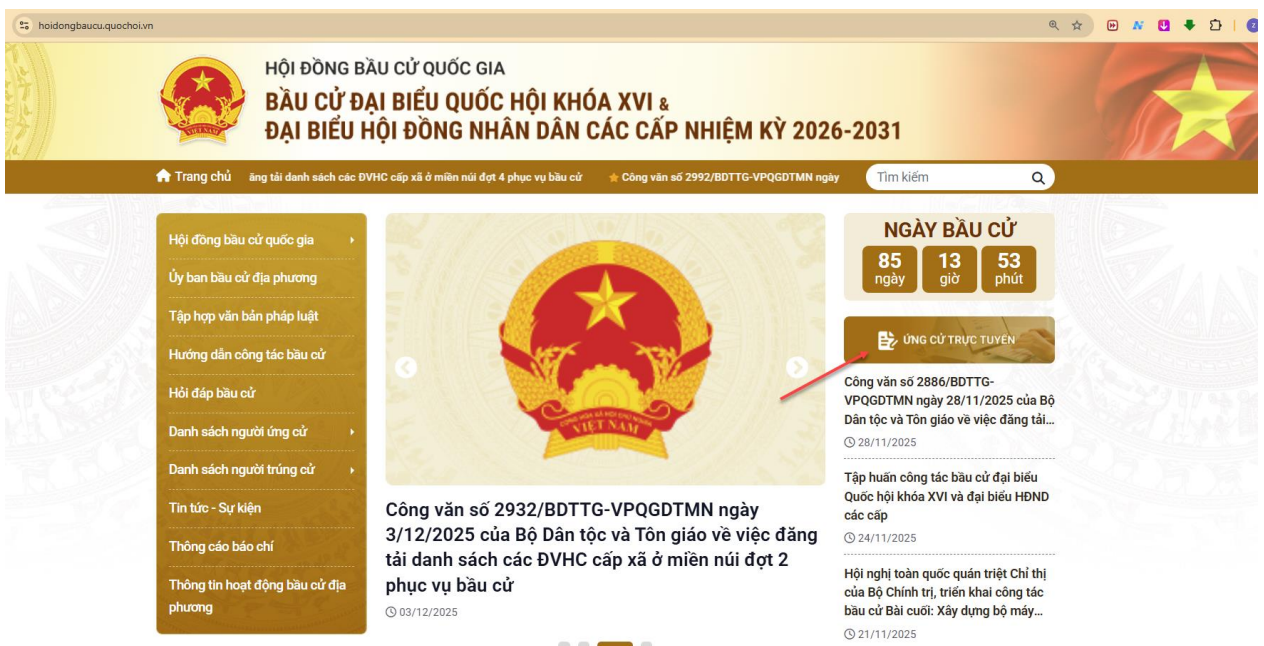 hoidongbaucu.quochoi.vn
HỘI ĐỒNG BẦU CỬ QUỐC GIA
BẦU CỬ ĐẠI BIỂU QUỐC HỘI KHÓA XVI &
ĐẠI BIỂU HỘI ĐỒNG NHÂN DÂN CÁC CẤP NHIỆM KỲ 2026-2031
Trang chủ
ăng tải danh sách các ĐVHC cấp xã ở miền núi đợt 4 phục vụ bầu cử
Công văn số 2992/BDTTG-VPQGDTMN ngày
Tìm kiếm
Hội đồng bầu cử quốc gia
Ủy ban bầu cử địa phương
Tập hợp văn bản pháp luật
Hướng dẫn công tác bầu cử
Hỏi đáp bầu cử
Danh sách người ứng cử
Danh sách người trúng cử
Tin tức - Sự kiện
Thông cáo báo chí
Thông tin hoạt động bầu cử địa
phương
CỘNG HÒA XÃ HỘI CHỦ NGHĨA
VIỆT NAM
Công văn số 2932/BDTTG-VPQGDTMN ngày
3/12/2025 của Bộ Dân tộc và Tôn giáo về việc đăng
tải danh sách các ĐVHC cấp xã ở miền núi đợt 2
phục vụ bầu cử
03/12/2025
NGÀY BẦU CỬ
85 13 53
ngày giờ phút
ỨNG CỬ TRỰC TUYẾN
Công văn số 2886/BDTTG-
VPQGDTMN ngày 28/11/2025 của Bộ
Dân tộc và Tôn giáo về việc đăng tải...
28/11/2025
Tập huấn công tác bầu cử đại biểu
Quốc hội khóa XVI và đại biểu HĐND
các cấp
24/11/2025
Hội nghị toàn quốc quán triệt Chỉ thị
của Bộ Chính trị, triển khai công tác
bầu cử Bài cuối: Xây dựng bộ máy...
21/11/2025